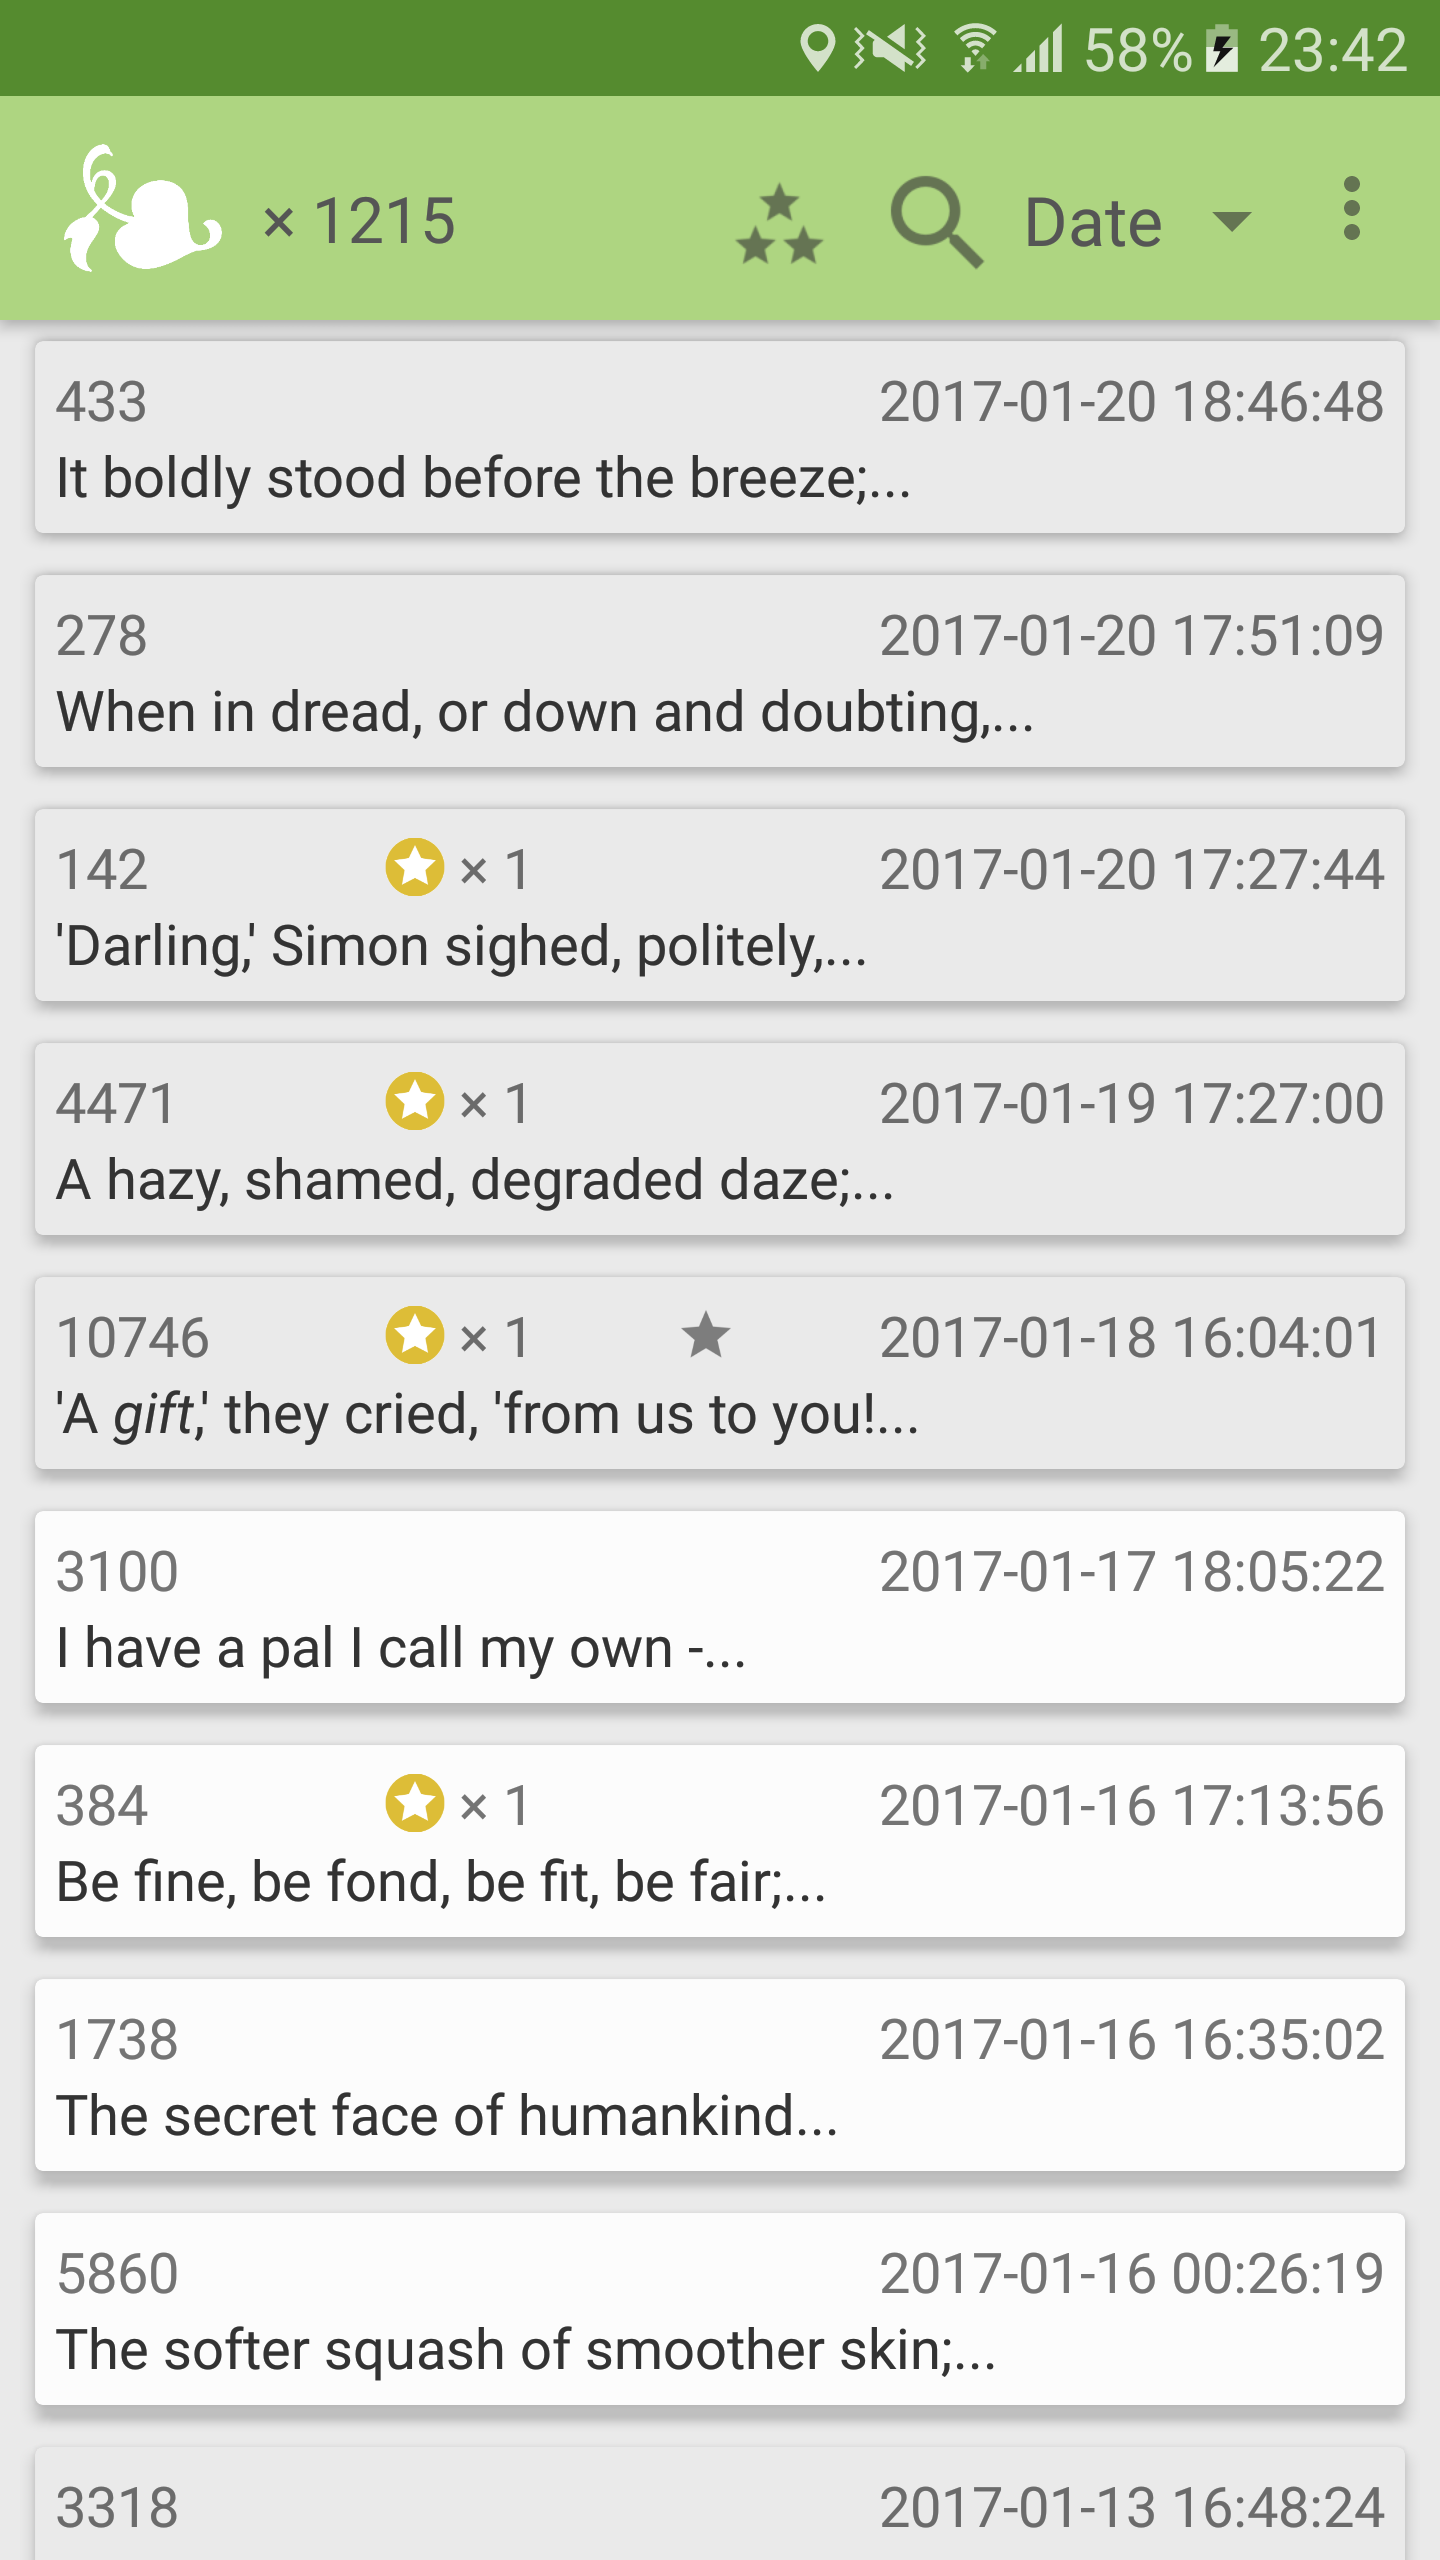 58% 23:42
× 1215 Date
433 2017-01-20 18:46:48
It boldly stood before the breeze;...
278 2017-01-20 17:51:09
When in dread, or down and doubting,...
142 × 1 2017-01-20 17:27:44
'Darling,' Simon sighed, politely,...
4471 × 1 2017-01-19 17:27:00
A hazy, shamed, degraded daze;...
10746 × 1 2017-01-18 16:04:01
'A gift,' they cried, 'from us to you!...
3100 2017-01-17 18:05:22
I have a pal I call my own -...
384 × 1 2017-01-16 17:13:56
Be fine, be fond, be fit, be fair;...
1738 2017-01-16 16:35:02
The secret face of humankind...
5860 2017-01-16 00:26:19
The softer squash of smoother skin;...
3318 2017-01-13 16:48:24